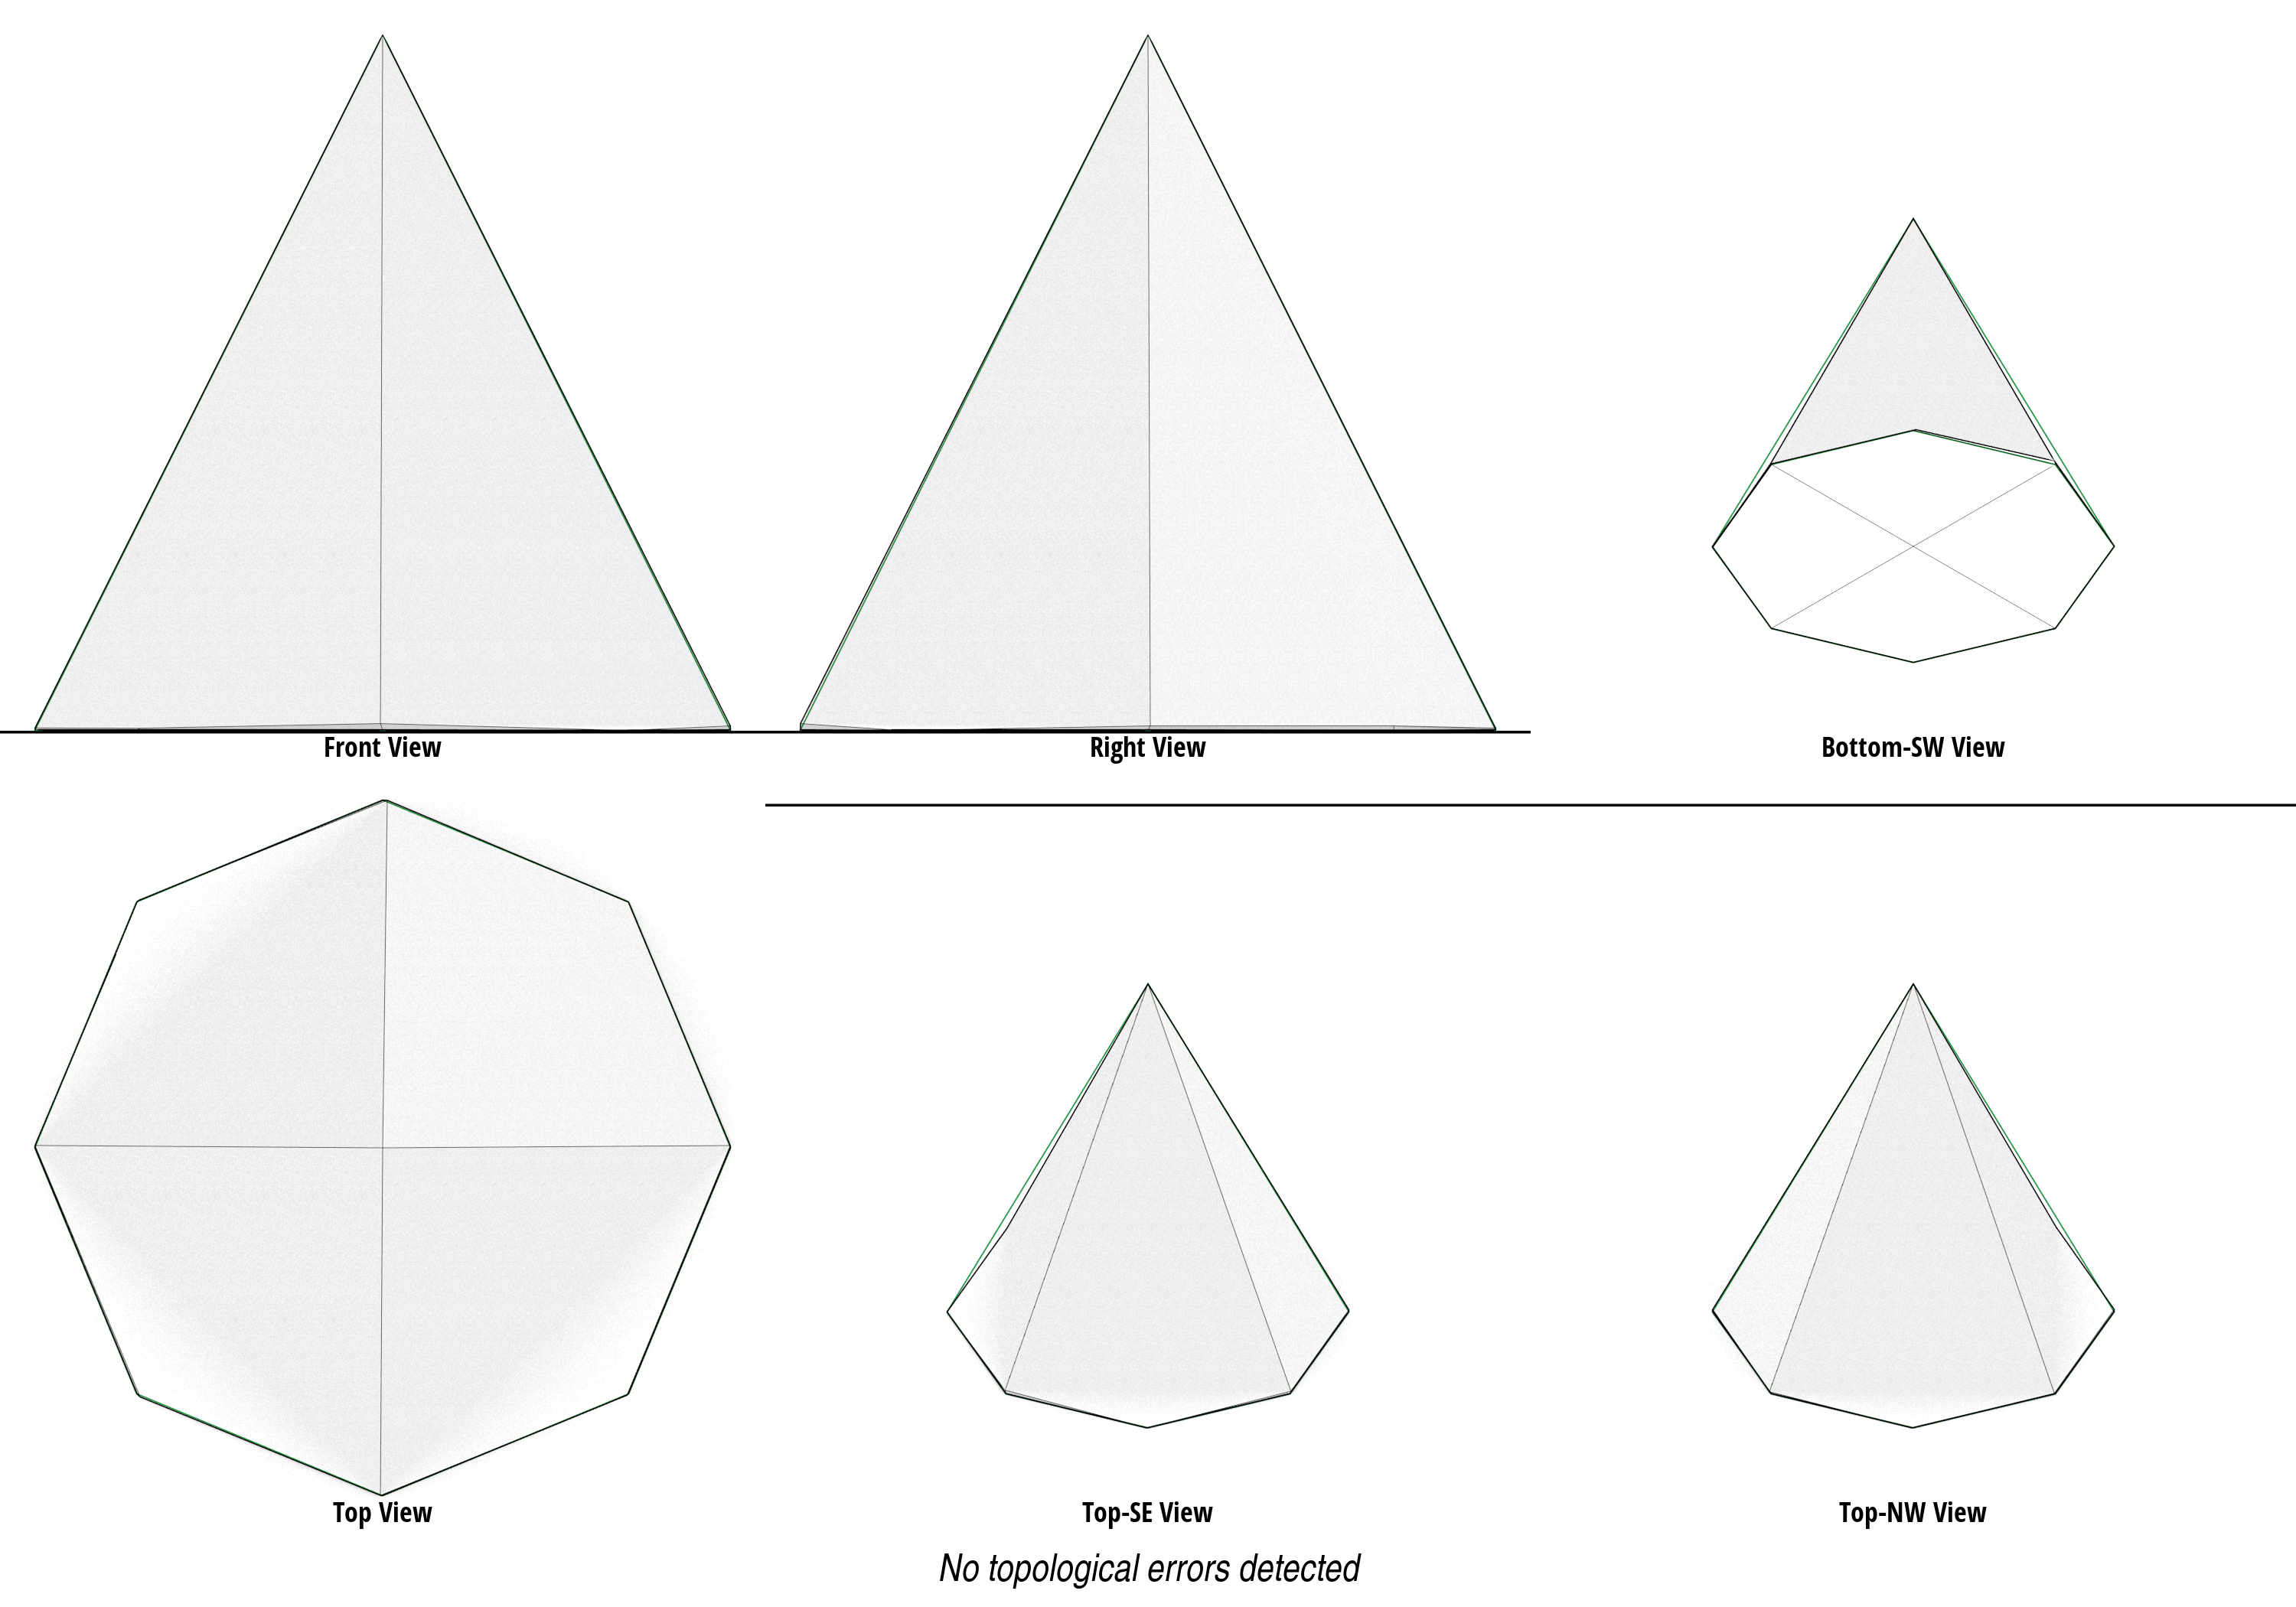 Front View
Right View
Bottom-SW View
Top View
Top-SE View
Top-NW View
No topological errors detected